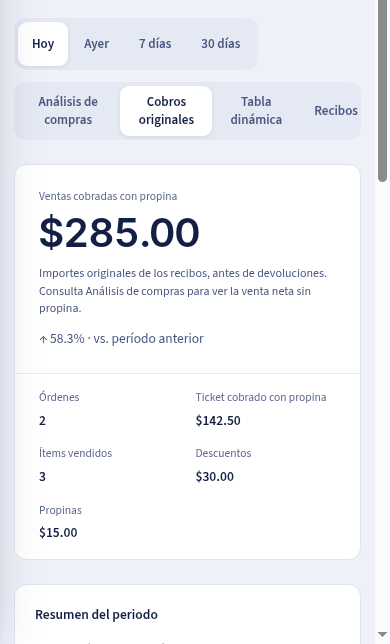 Hoy
Ayer
7 días
30 días
Análisis de
compras
Cobros
originales
Tabla
dinámica
Recibos
Ventas cobradas con propina
$285.00
Importes originales de los recibos, antes de devoluciones.
Consulta Análisis de compras para ver la venta neta sin
propina.
↑ 58.3% · vs. período anterior
Órdenes
2
Ticket cobrado con propina
$142.50
Ítems vendidos
3
Descuentos
$30.00
Propinas
$15.00
Resumen del periodo